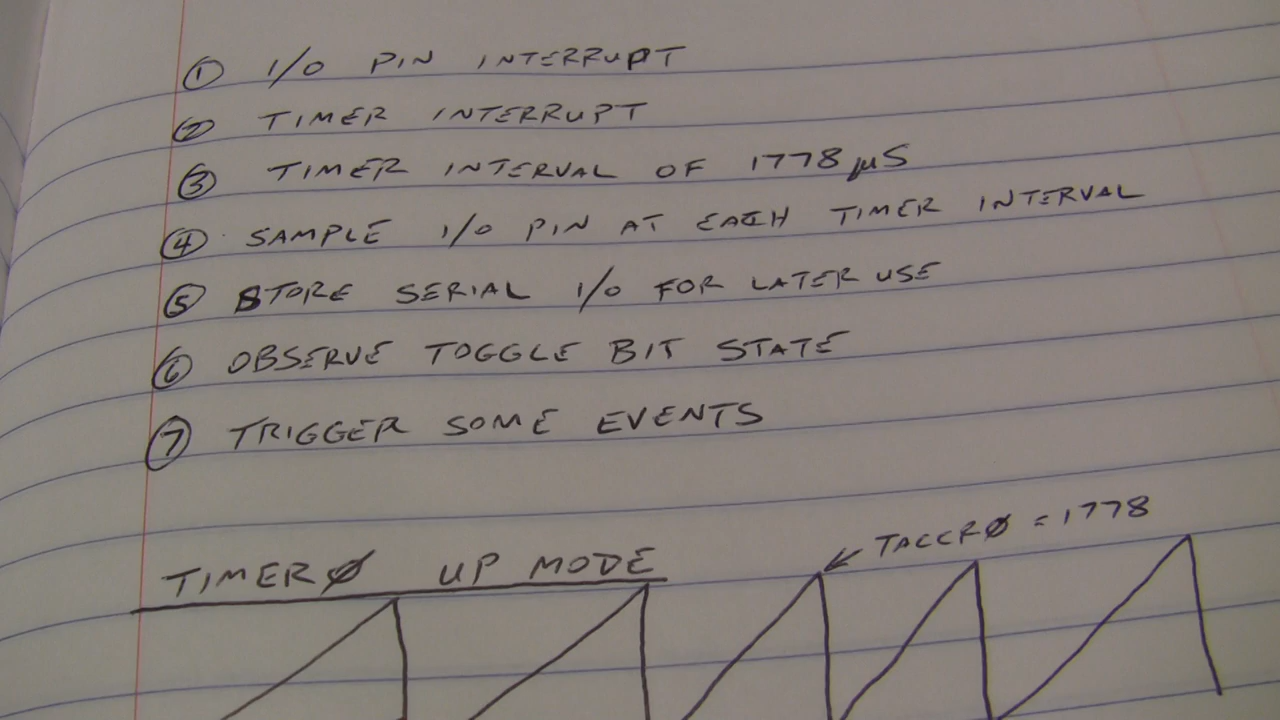 ① I/O PIN INTERRUPT
② TIMER INTERRUPT
③ TIMER INTERVAL OF 1778 µS
④ SAMPLE I/O PIN AT EACH TIMER INTERVAL
⑤ STORE SERIAL I/O FOR LATER USE
⑥ OBSERVE TOGGLE BIT STATE
⑦ TRIGGER SOME EVENTS
TACCRØ = 1778
TIMERØ UP MODE